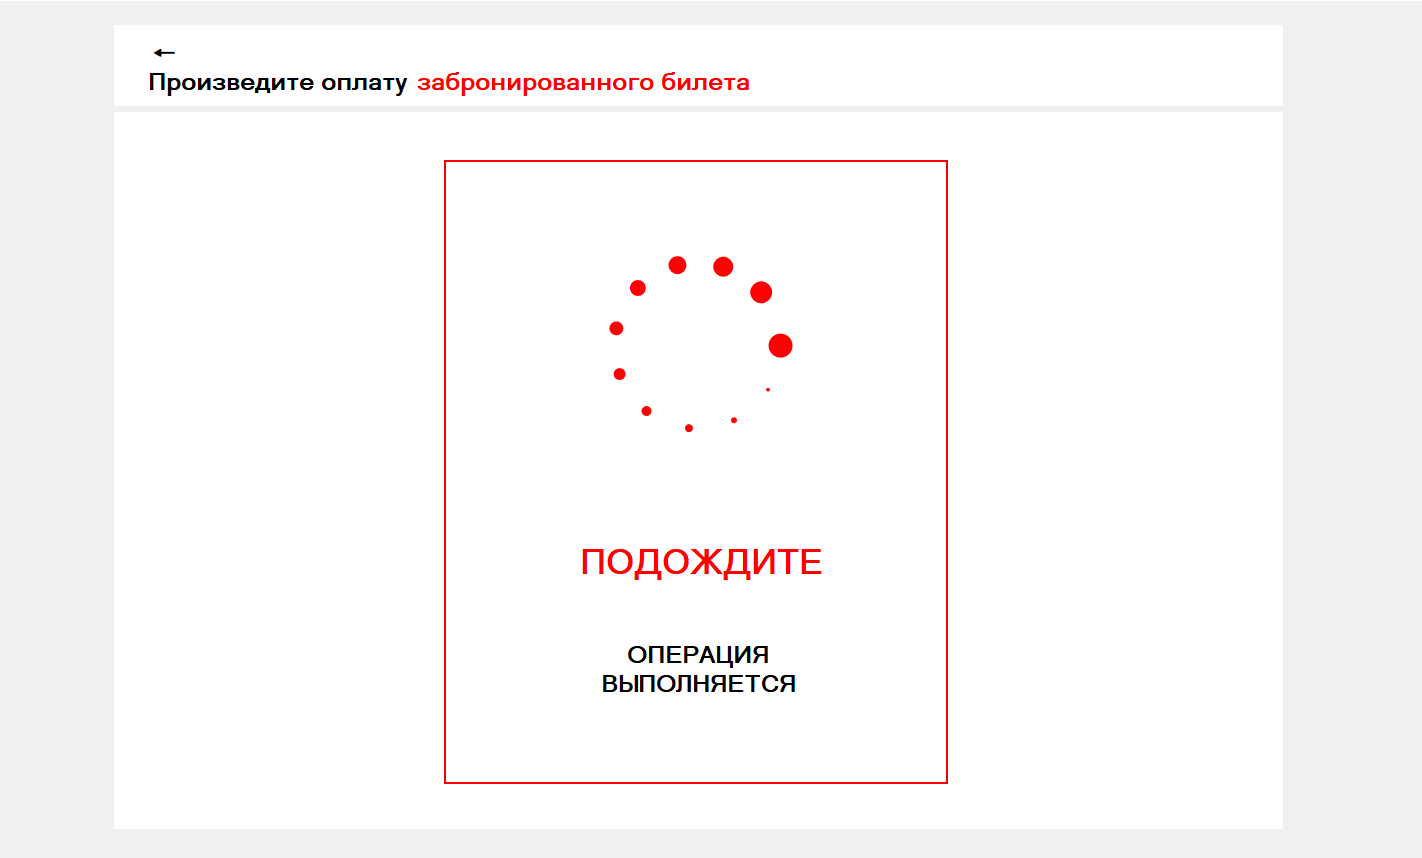 ←
Произведите оплату забронированного билета
ПОДОЖДИТЕ
ОПЕРАЦИЯ
ВЫПОЛНЯЕТСЯ